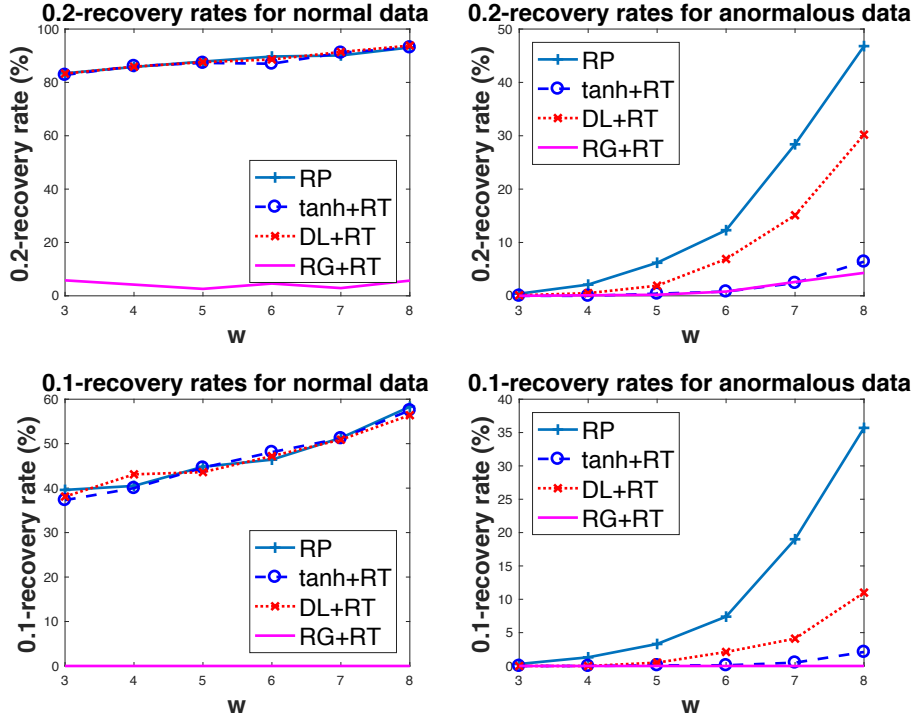 0.2-recovery rates for normal data
0.2-recovery rate (%)
100
80
60
40
20
0
3 4 5 6 7 8
w
RP
tanh+RT
DL+RT
RG+RT
0.2-recovery rates for anormalous data
0.2-recovery rate (%)
50
40
30
20
10
0
3 4 5 6 7 8
w
RP
tanh+RT
DL+RT
RG+RT
0.1-recovery rates for normal data
0.1-recovery rate (%)
60
50
40
30
20
10
0
3 4 5 6 7 8
w
RP
tanh+RT
DL+RT
RG+RT
0.1-recovery rates for anormalous data
0.1-recovery rate (%)
40
35
30
25
20
15
10
5
0
3 4 5 6 7 8
w
RP
tanh+RT
DL+RT
RG+RT